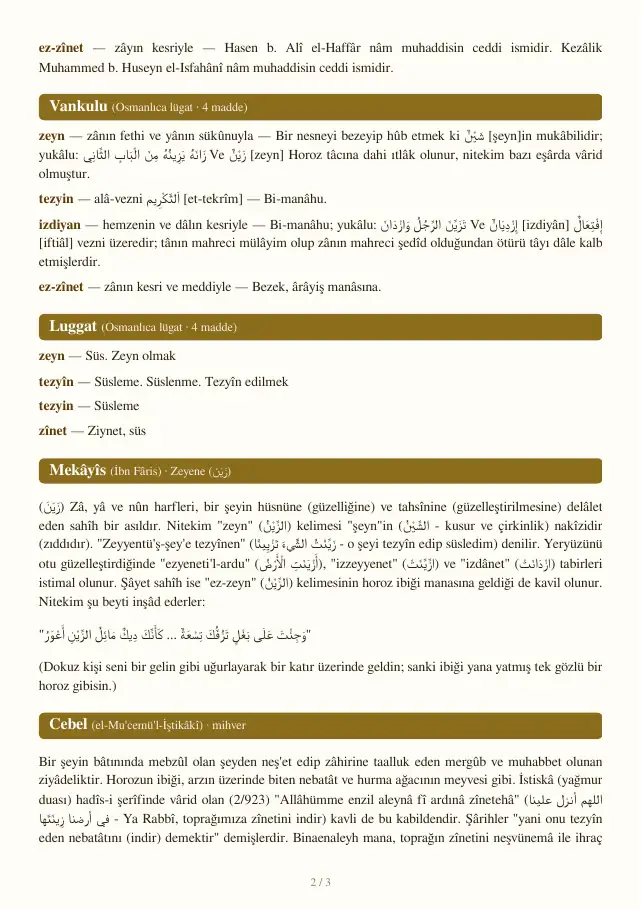 ez-zînet — zâyın kesriyle — Hasen b. Alî el-Haffâr nâm muhaddisin ceddi ismidir. Kezâlik
Muhammed b. Huseyn el-Isfahânî nâm muhaddisin ceddi ismidir.
Vankulu (Osmanlıca lügat · 4 madde)
zeyn — zânın fethi ve yânın sükûnuyla — Bir nesneyi bezeyip hûb etmek ki شَيْنٌ [şeyn]in mukâbilidir;
yukâlu: زَانَهُ يَزِينُهُ مِنَ الْبَابِ الثَّانِي Ve زَيْنٌ [zeyn] Horoz tâcına dahi ıtlâk olunur, nitekim bazı eşârda vârid
olmuştur.
tezyin — alâ-vezni اَلتَّكْرِيم [et-tekrîm] — Bi-manâhu.
izdiyan — hemzenin ve dâlın kesriyle — Bi-manâhu; yukâlu: تَزَيَّنَ الرَّجُلُ وَازْدَانَ Ve إِزْدِيَانٌ [izdiyân] إِفْتِعَالٌ
[iftiâl] vezni üzeredir; tânın mahreci mülâyim olup zânın mahreci şedîd olduğundan ötürü tâyı dâle kalb
etmişlerdir.
ez-zînet — zânın kesri ve meddiyle — Bezek, ârâyiş manâsına.
Luggat (Osmanlıca lügat · 4 madde)
zeyn — Süs. Zeyn olmak
tezyîn — Süsleme. Süslenme. Tezyîn edilmek
tezyin — Süsleme
zînet — Ziynet, süs
Mekâyîs (İbn Fâris) · Zeyene (زَيَنَ)
(زَيَنَ) Zâ, yâ ve nûn harfleri, bir şeyin hüsnüne (güzelliğine) ve tahsînine (güzelleştirilmesine) delâlet
eden sahîh bir asıldır. Nitekim "zeyn" (الزَّيْنُ) kelimesi "şeyn"in (الشَّيْنُ - kusur ve çirkinlik) nakîzidir
(zıddıdır). "Zeyyentü'ş-şey'e tezyînen" (زَيَّنْتُ الشَّيْءَ تَزْيِينًا - o şeyi tezyîn edip süsledim) denilir. Yeryüzünü
otu güzelleştirdiğinde "ezyeneti'l-ardu" (أَزْيَنَتِ الْأَرْضُ), "izzeyyenet" (ازَّيَّنَتْ) ve "izdânet" (ازْدَانَتْ) tabirleri
istimal olunur. Şâyet sahîh ise "ez-zeyn" (الزَّيْنُ) kelimesinin horoz ibiği manasına geldiği de kavil olunur.
Nitekim şu beyti inşâd ederler:
"وَجِئْتَ عَلَى بَغْلٍ تَزُفُّكَ تِسْعَةٌ ... كَأَنَّكَ دِيكٌ مَائِلُ الزَّيْنِ أَعْوَرُ"
(Dokuz kişi seni bir gelin gibi uğurlayarak bir katır üzerinde geldin; sanki ibiği yana yatmış tek gözlü bir
horoz gibisin.)
Cebel (el-Mu'cemü'l-İştikâkî) · mihver
Bir şeyin bâtınında mebzûl olan şeyden neş'et edip zâhirine taalluk eden mergûb ve muhabbet olunan
ziyâdeliktir. Horozun ibiği, arzın üzerinde biten nebatât ve hurma ağacının meyvesi gibi. İstiskâ (yağmur
duası) hadîs-i şerîfinde vârid olan (2/923) "Allâhümme enzil aleynâ fî ardınâ zînetehâ" (اللهم أنزل علينا
في أرضنا زِينَتَها - Ya Rabbî, toprağımıza zînetini indir) kavli de bu kabildendir. Şârihler "yani onu tezyîn
eden nebatâtını (indir) demektir" demişlerdir. Binaenaleyh mana, toprağın zînetini neşvünemâ ile ihraç
2 / 3